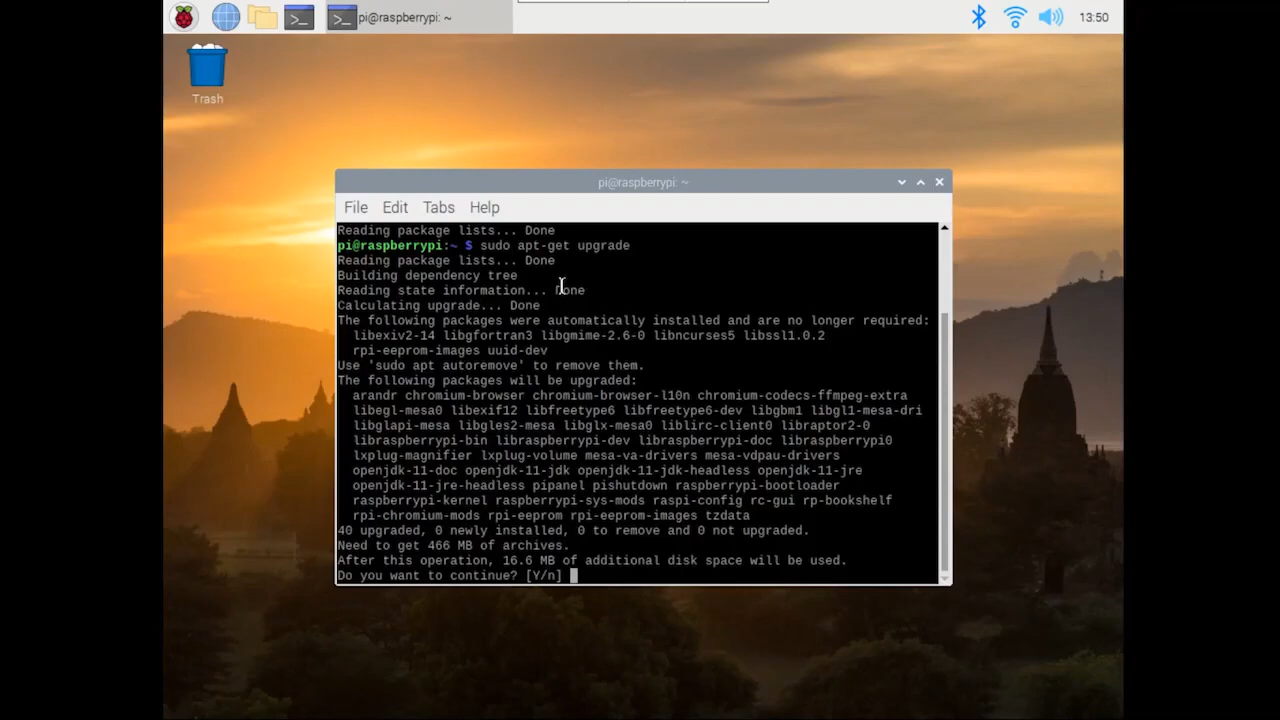 pi@raspberrypi: ~
13:50
Trash
pi@raspberrypi: ~
File Edit Tabs Help
Reading package lists... Done
pi@raspberrypi:~ $ sudo apt-get upgrade
Reading package lists... Done
Building dependency tree
Reading state information... Done
Calculating upgrade... Done
The following packages were automatically installed and are no longer required:
libexiv2-14 libgfortran3 libgmime-2.6-0 libncurses5 libssl1.0.2
rpi-eeprom-images uuid-dev
Use 'sudo apt autoremove' to remove them.
The following packages will be upgraded:
arandr chromium-browser chromium-browser-l10n chromium-codecs-ffmpeg-extra
libegl-mesa0 libexif12 libfreetype6 libfreetype6-dev libgbm1 libgl1-mesa-dri
libglapi-mesa libgles2-mesa libglx-mesa0 liblirc-client0 libraptor2-0
libraspberrypi-bin libraspberrypi-dev libraspberrypi-doc libraspberrypi0
lxplug-magnifier lxplug-volume mesa-va-drivers mesa-vdpau-drivers
openjdk-11-doc openjdk-11-jdk openjdk-11-jdk-headless openjdk-11-jre
openjdk-11-jre-headless pipanel pishutdown raspberrypi-bootloader
raspberrypi-kernel raspberrypi-sys-mods raspi-config rc-gui rp-bookshelf
rpi-chromium-mods rpi-eeprom rpi-eeprom-images tzdata
40 upgraded, 0 newly installed, 0 to remove and 0 not upgraded.
Need to get 466 MB of archives.
After this operation, 16.6 MB of additional disk space will be used.
Do you want to continue? [Y/n]